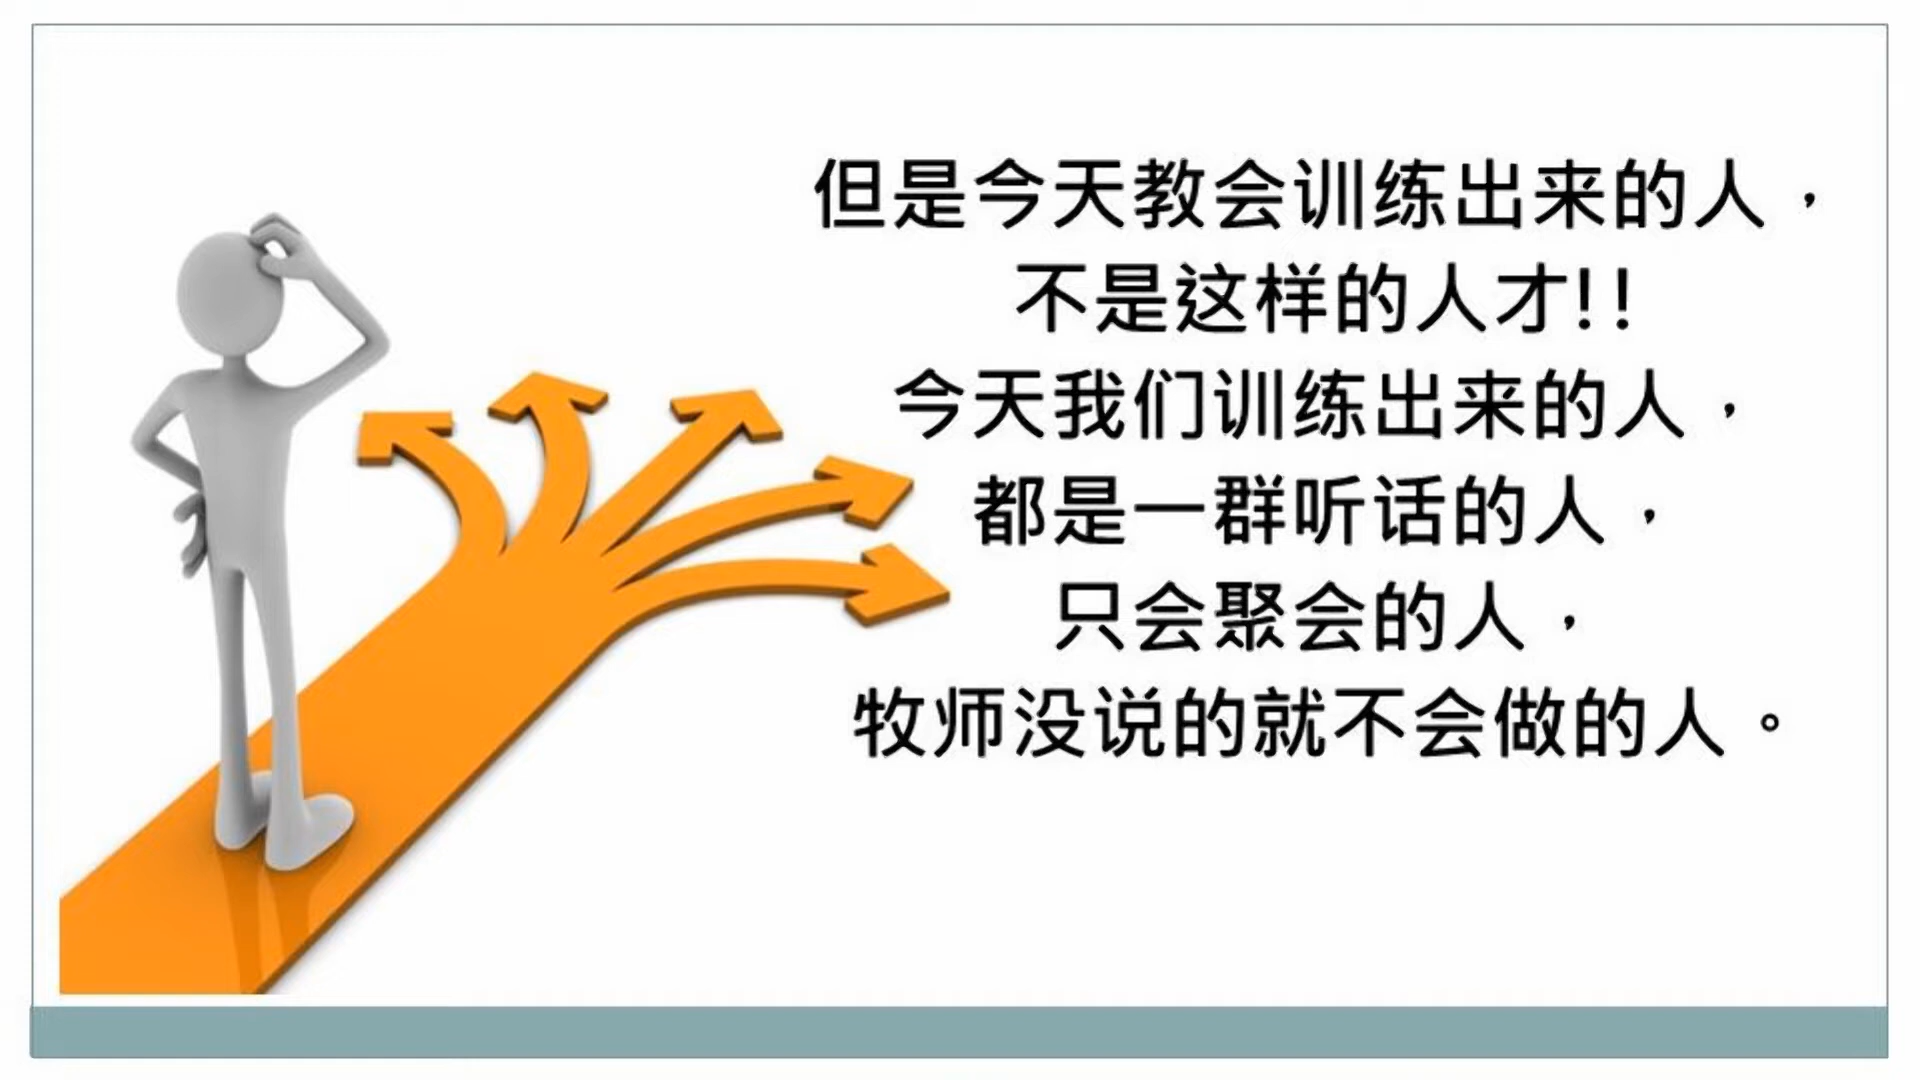 但是今天教会训练出来的人，
不是这样的人才!!
今天我们训练出来的人，
都是一群听话的人，
只会聚会的人，
牧师没说的就不会做的人。